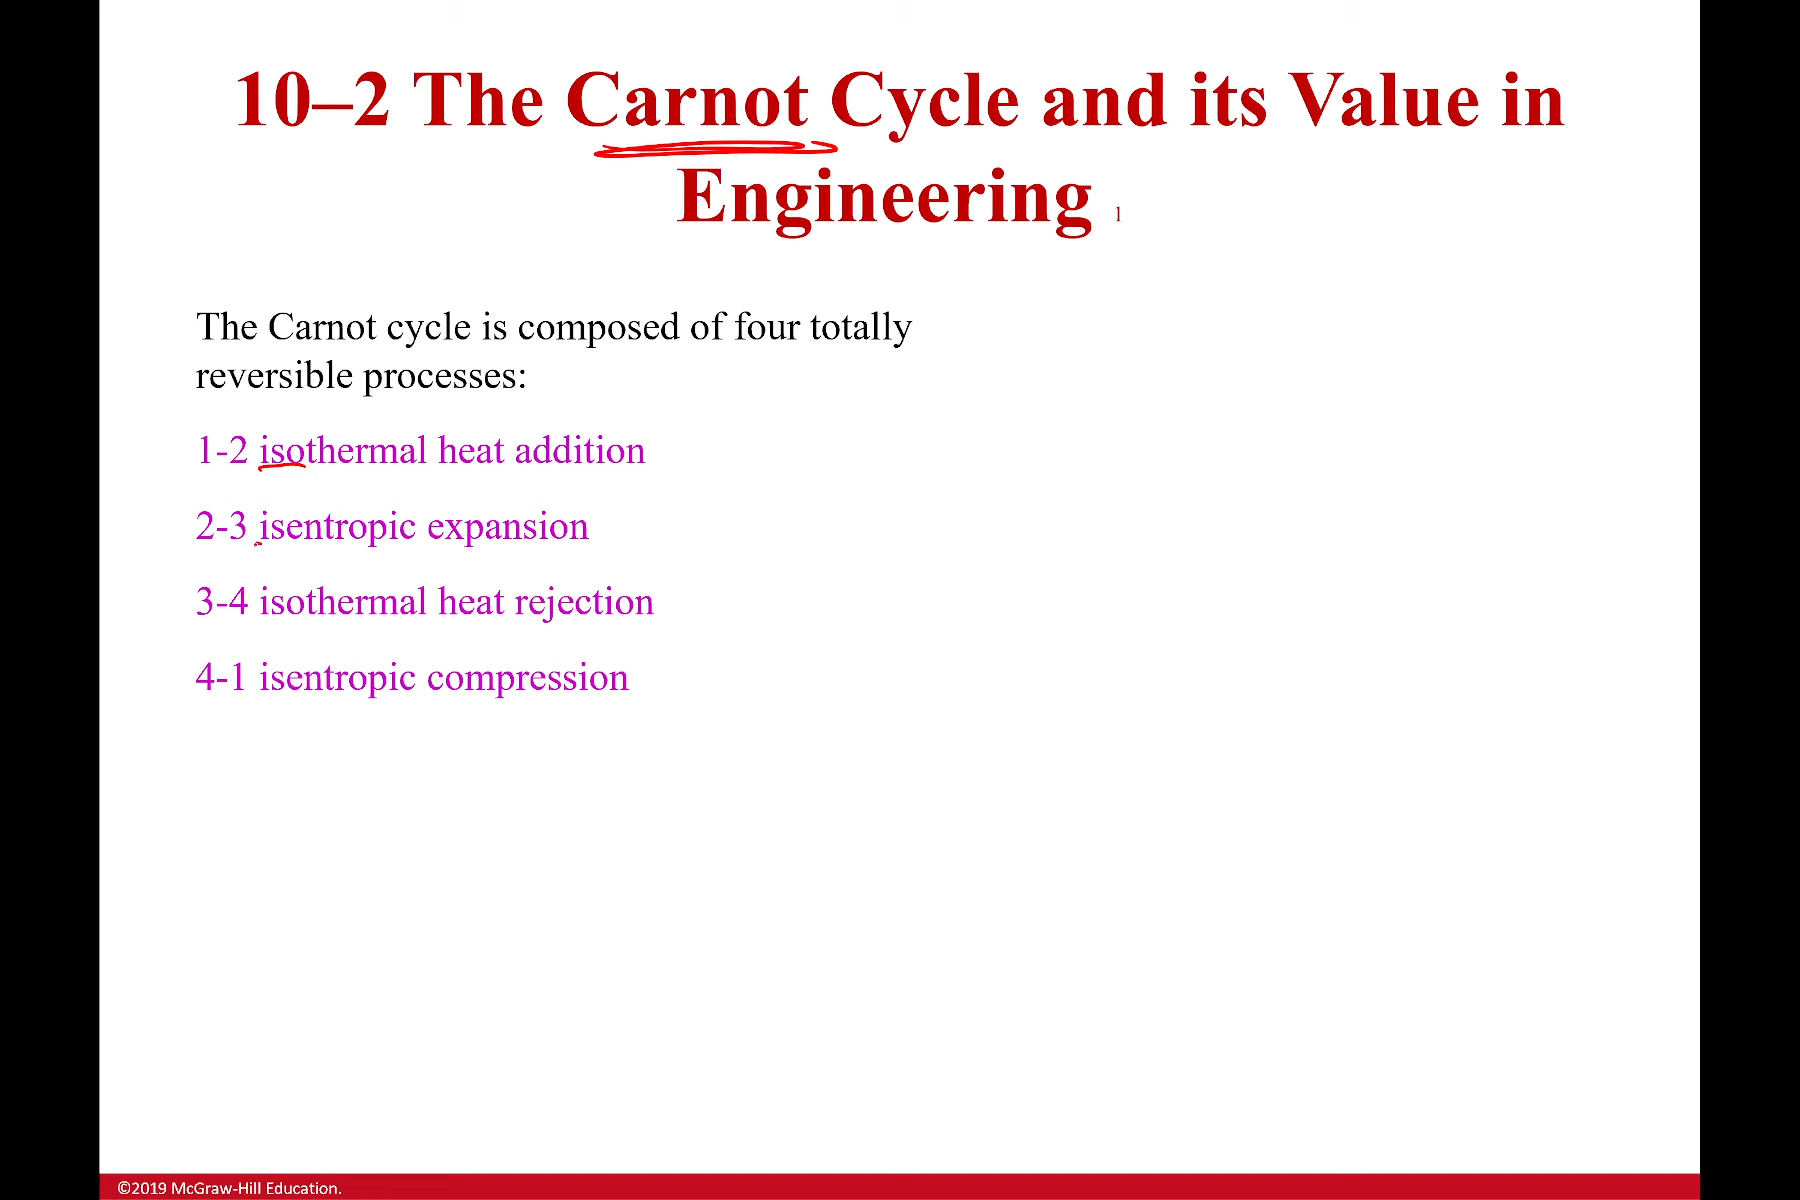 10–2 The Carnot Cycle and its Value in
Engineering 1
The Carnot cycle is composed of four totally
reversible processes:
1-2 isothermal heat addition
2-3 isentropic expansion
3-4 isothermal heat rejection
4-1 isentropic compression
©2019 McGraw-Hill Education.